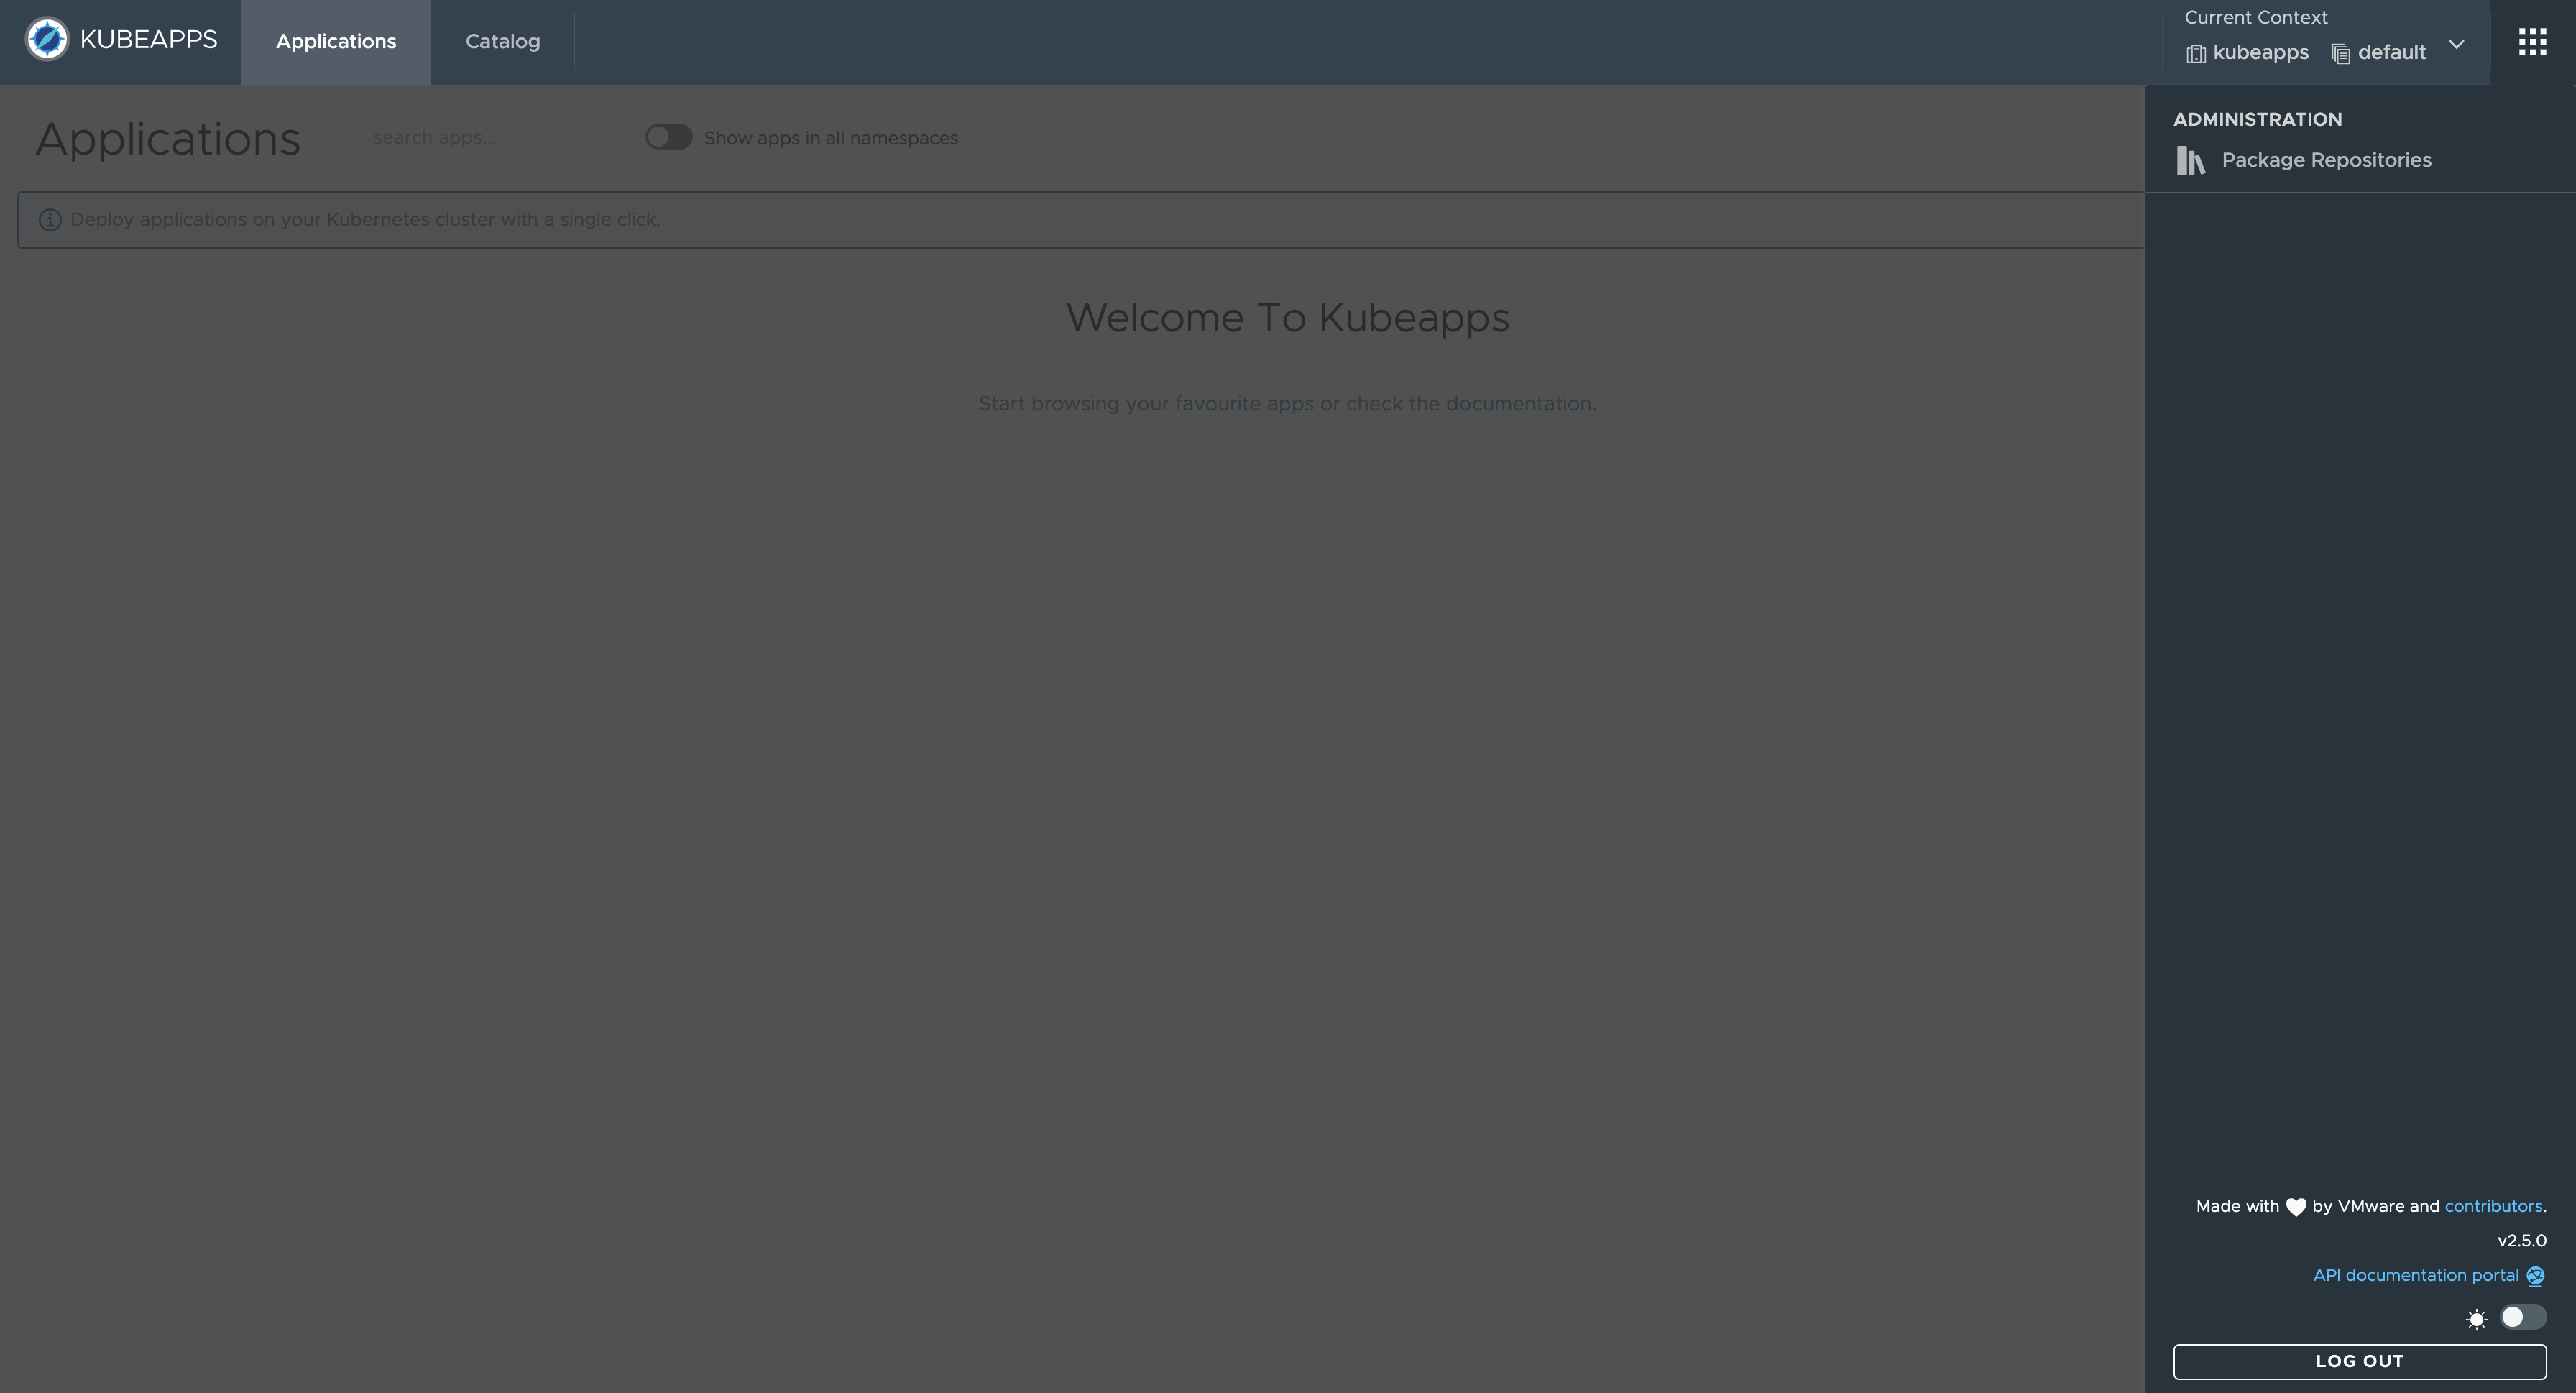 KUBEAPPS
Applications
Catalog
Current Context
kubeapps default
Applications
search apps...
Show apps in all namespaces
Deploy applications on your Kubernetes cluster with a single click.
Welcome To Kubeapps
Start browsing your favourite apps or check the documentation.
ADMINISTRATION
Package Repositories
Made with by VMware and contributors.
v2.5.0
API documentation portal
LOG OUT